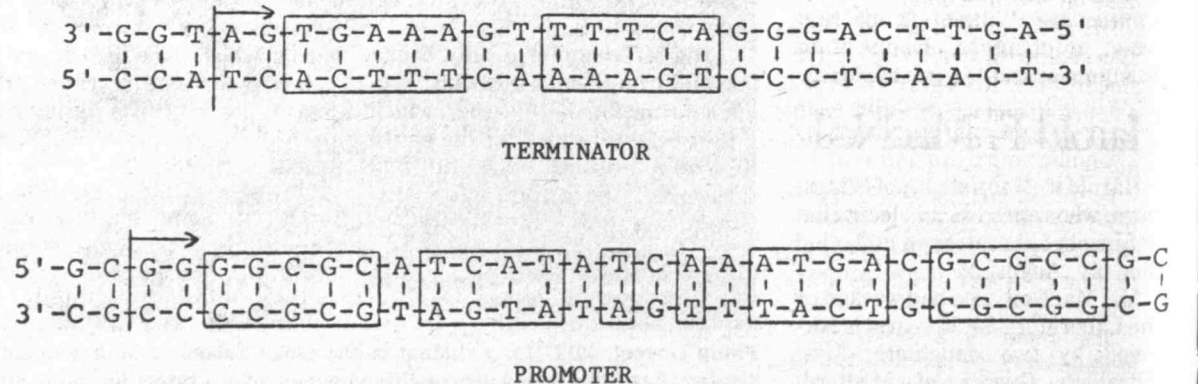 3'-G-G-T-A-G-T-G-A-A-A-G-T-T-T-T-C-A-G-G-G-A-C-T-T-G-A-5
5'-C-C-A-T-C-A-C-T-T-T-C-A-A-A-A-G-T-C-C-C-T-G-A-A-C-T-3
TERMINATOR
5'-G-C-G-G-G-G-C-G-C-A-T-C-A-T-A-T-C-A-A-A-T-G-A-C-G-C-G-C-C-G-C
3'-C-G-C-C-C-C-G-C-G-T-A-G-T-A-T-A-G-T-T-T-A-C-T-G-C-G-C-G-G-C-G
PROMOTER